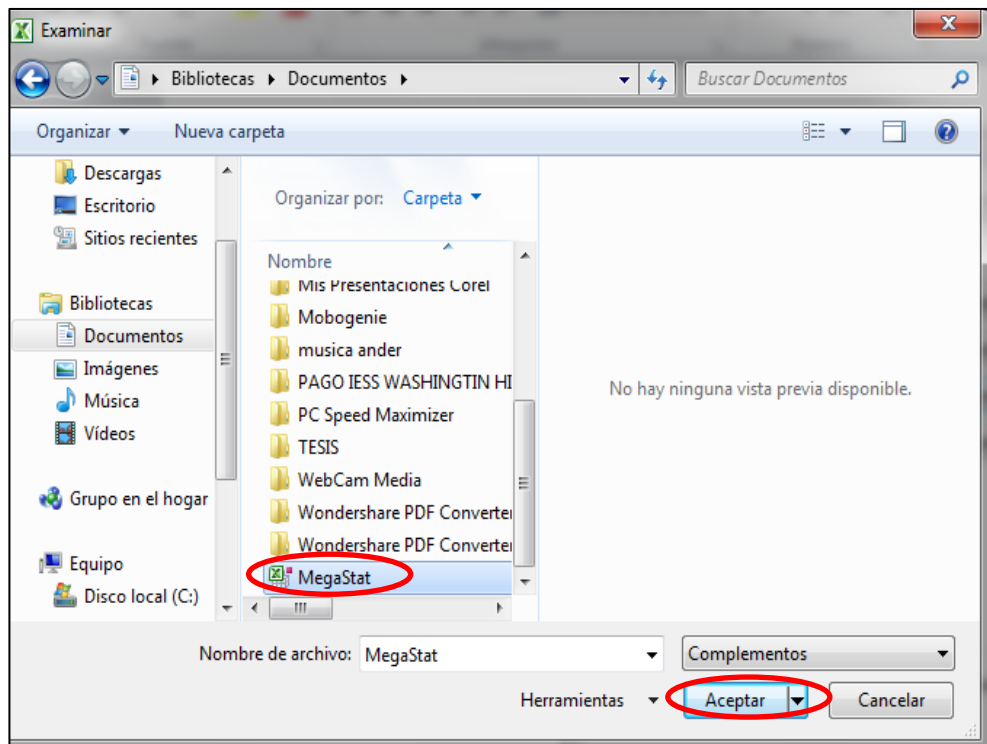 Examinar
Bibliotecas Documentos
Buscar Documentos
Organizar Nueva carpeta
Descargas
Escritorio
Sitios recientes
Bibliotecas
Documentos
Imágenes
Música
Vídeos
Grupo en el hogar
Equipo
Disco local (C:)
Organizar por: Carpeta
Nombre
Mis Presentaciones Corel
Mobogenie
musica ander
PAGO IESS WASHINGTIN HI
PC Speed Maximizer
TESIS
WebCam Media
Wondershare PDF Converter
Wondershare PDF Converter
MegaStat
No hay ninguna vista previa disponible.
Nombre de archivo: MegaStat
Complementos
Herramientas Aceptar Cancelar